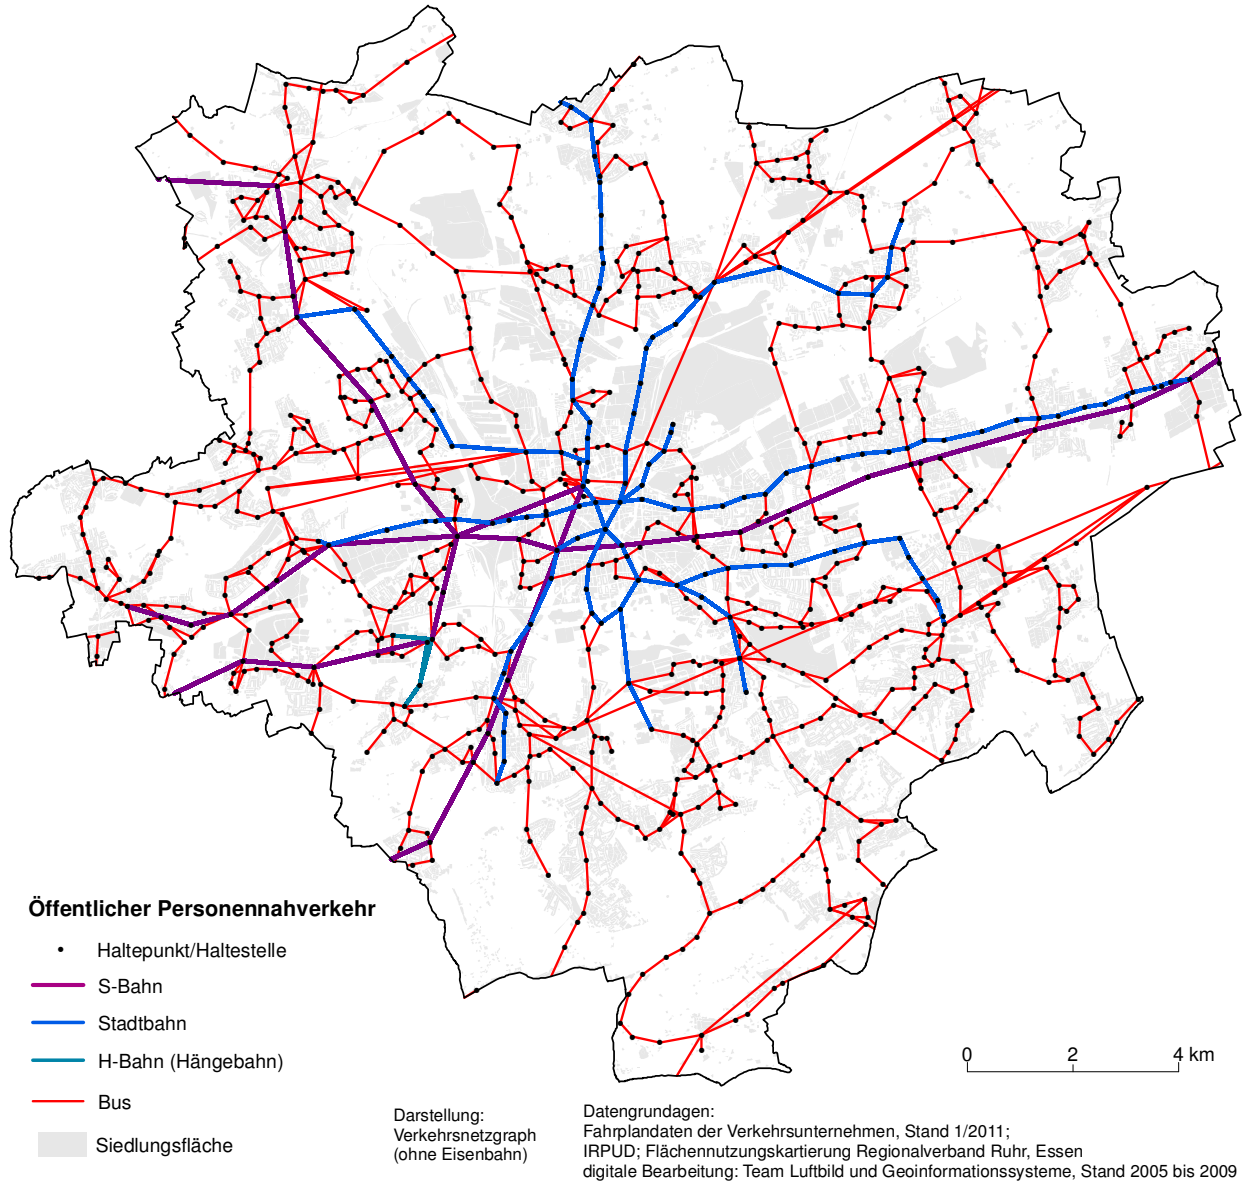 Öffentlicher Personennahverkehr
Haltepunkt/Haltestelle
S-Bahn
Stadtbahn
H-Bahn (Hängebahn)
Bus
Siedlungsfläche
0 2 4 km
Darstellung:
Verkehrsnetzgraph
(ohne Eisenbahn)
Datengrundagen:
Fahrplandaten der Verkehrsunternehmen, Stand 1/2011;
IRPUD; Flächennutzungskartierung Regionalverband Ruhr, Essen
digitale Bearbeitung: Team Luftbild und Geoinformationssysteme, Stand 2005 bis 2009